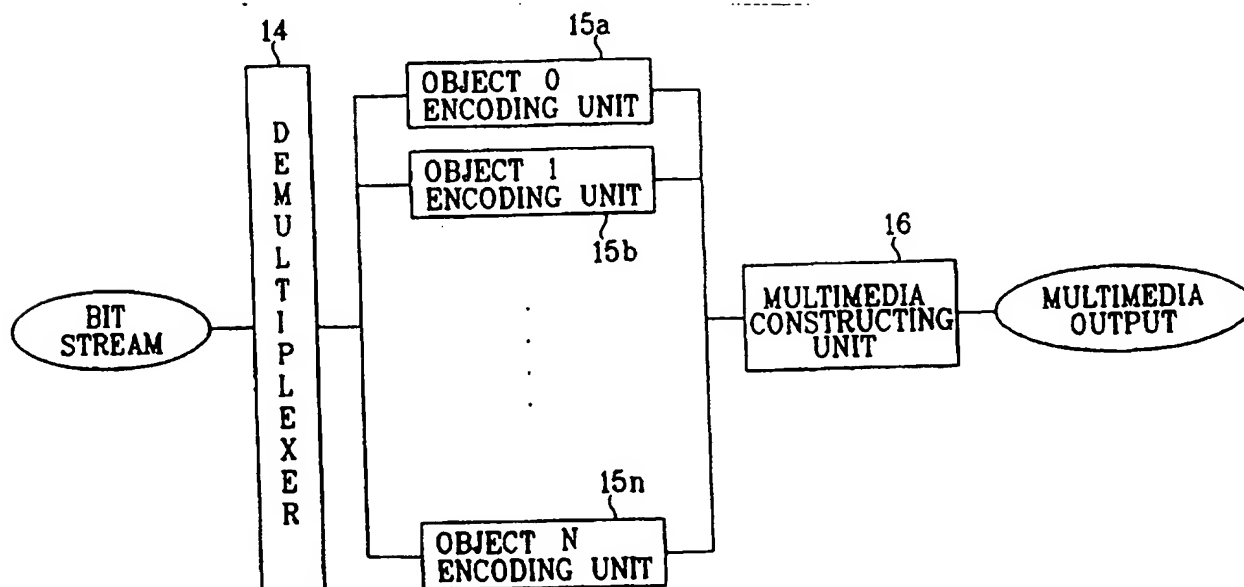 14
15a
OBJECT 0
ENCODING UNIT
DEMULTIPLEXER
OBJECT 1
ENCODING UNIT
15b
16
BIT
STREAM
MULTIMEDIA
CONSTRUCTING
UNIT
MULTIMEDIA
OUTPUT
15n
OBJECT N
ENCODING UNIT